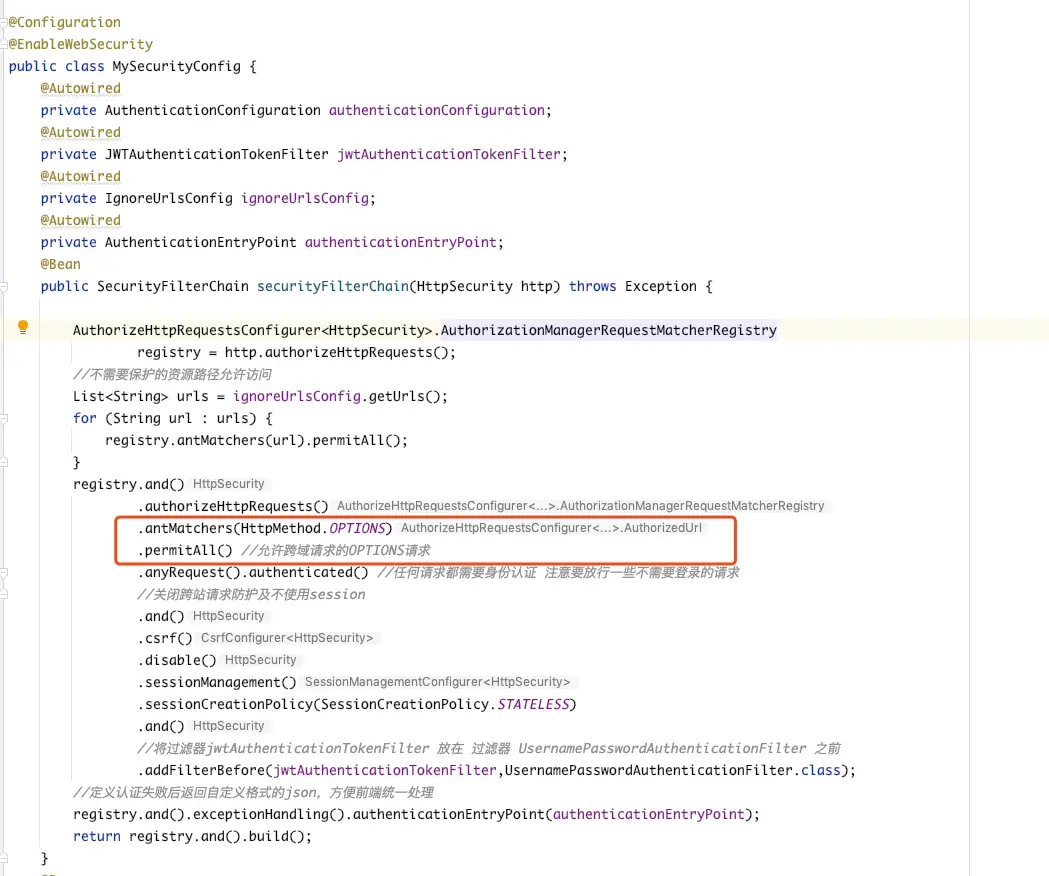 @Configuration
@EnableWebSecurity
public class MySecurityConfig {
    @Autowired
    private AuthenticationConfiguration authenticationConfiguration;
    @Autowired
    private JWTAuthenticationTokenFilter jwtAuthenticationTokenFilter;
    @Autowired
    private IgnoreUrlsConfig ignoreUrlsConfig;
    @Autowired
    private AuthenticationEntryPoint authenticationEntryPoint;
    @Bean
    public SecurityFilterChain securityFilterChain(HttpSecurity http) throws Exception {
        AuthorizeHttpRequestsConfigurer<HttpSecurity>.AuthorizationManagerRequestMatcherRegistry
                registry = http.authorizeHttpRequests();
        //不需要保护的资源路径允许访问
        List<String> urls = ignoreUrlsConfig.getUrls();
        for (String url : urls) {
            registry.antMatchers(url).permitAll();
        }
        registry.and() HttpSecurity
                .authorizeHttpRequests() AuthorizeHttpRequestsConfigurer<...>.AuthorizationManagerRequestMatcherRegistry
                .antMatchers(HttpMethod.OPTIONS) AuthorizeHttpRequestsConfigurer<...>.AuthorizedUrl
                .permitAll() //允许跨域请求的OPTIONS请求
                .anyRequest().authenticated() //任何请求都需要身份认证 注意要放行一些不需要登录的请求
                //关闭跨站请求防护及不使用session
                .and() HttpSecurity
                .csrf() CsrfConfigurer<HttpSecurity>
                .disable() HttpSecurity
                .sessionManagement() SessionManagementConfigurer<HttpSecurity>
                .sessionCreationPolicy(SessionCreationPolicy.STATELESS)
                .and() HttpSecurity
                //将过滤器jwtAuthenticationTokenFilter 放在 过滤器 UsernamePasswordAuthenticationFilter 之前
                .addFilterBefore(jwtAuthenticationTokenFilter,UsernamePasswordAuthenticationFilter.class);
        //定义认证失败后返回自定义格式的json，方便前端统一处理
        registry.and().exceptionHandling().authenticationEntryPoint(authenticationEntryPoint);
        return registry.and().build();
    }